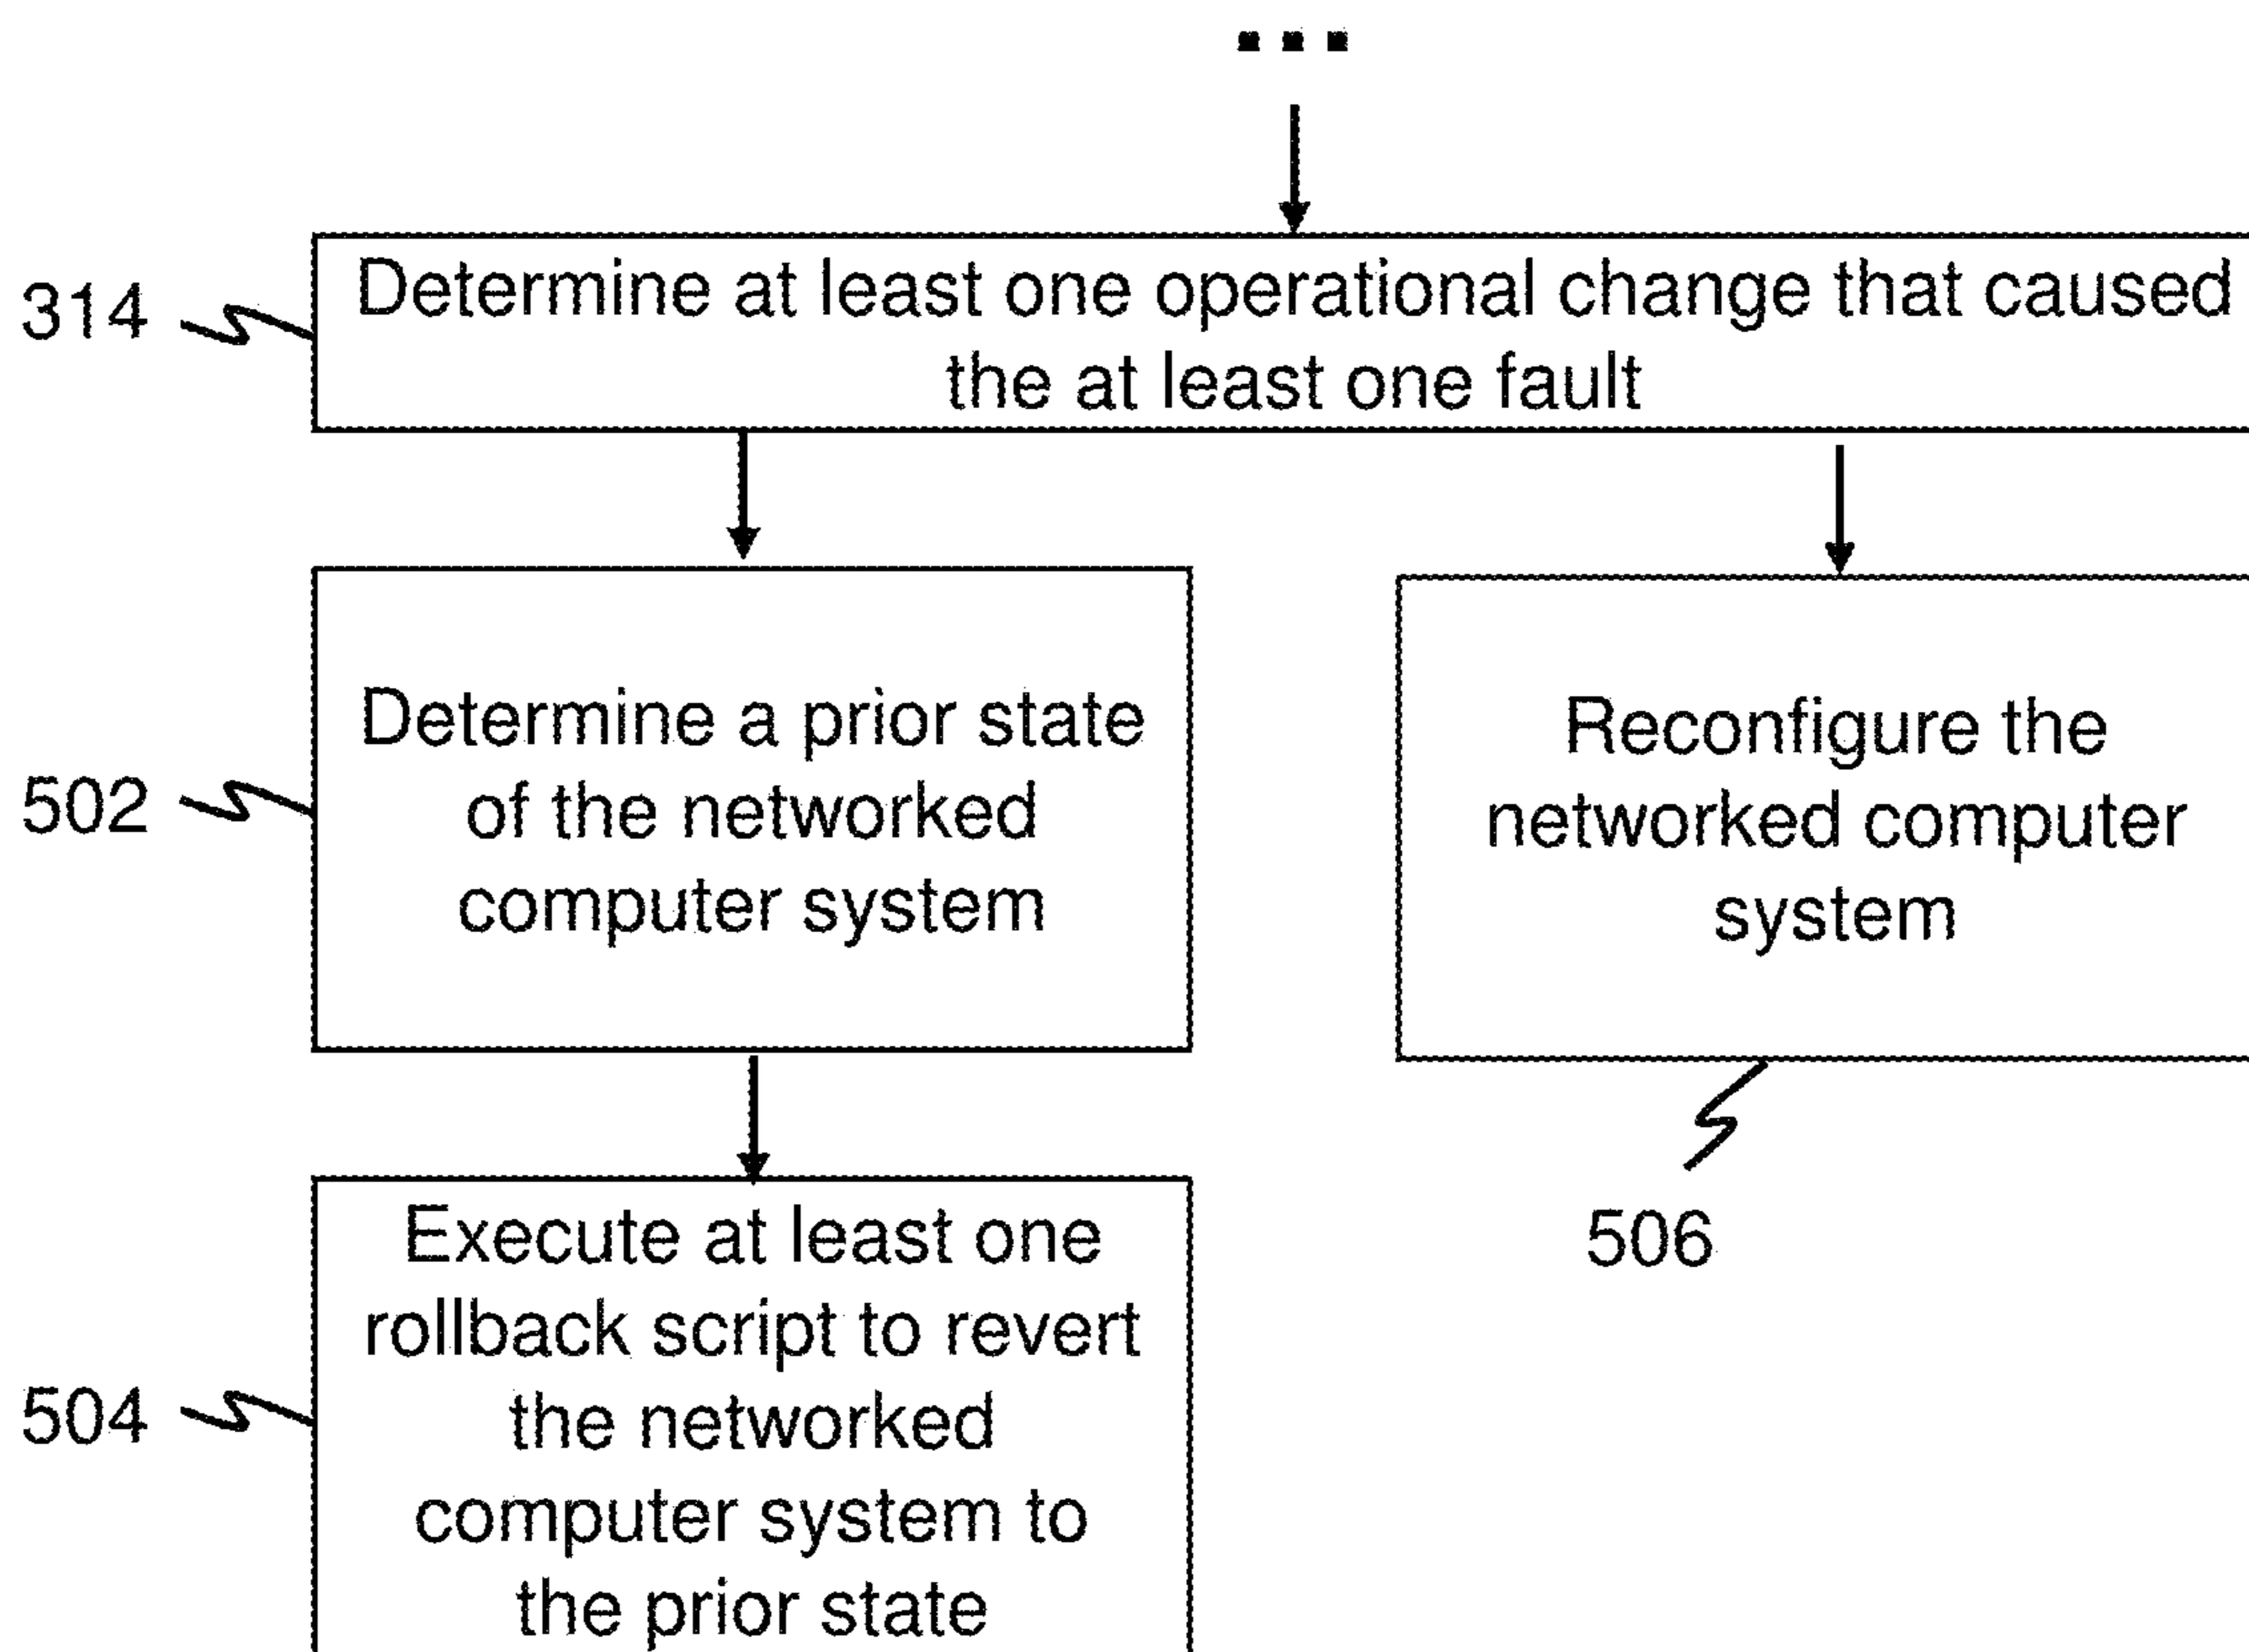 ...
314
Determine at least one operational change that caused
the at least one fault
502
Determine a prior state
of the networked
computer system
Reconfigure the
networked computer
system
506
504
Execute at least one
rollback script to revert
the networked
computer system to
the prior state